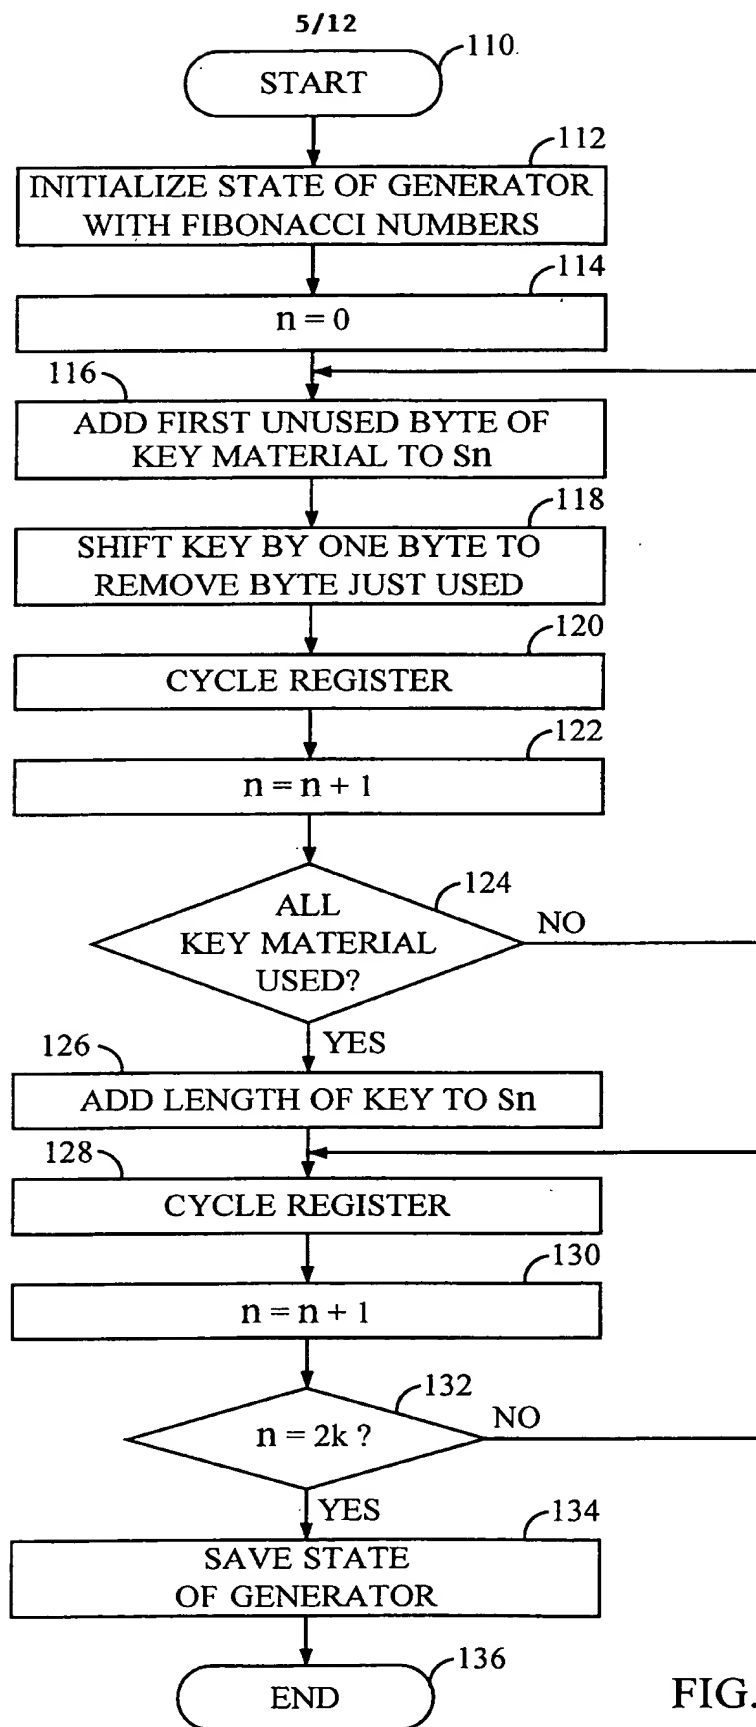 5/12
110
START
112
INITIALIZE STATE OF GENERATOR
WITH FIBONACCI NUMBERS
114
n = 0
116
ADD FIRST UNUSED BYTE OF
KEY MATERIAL TO Sn
118
SHIFT KEY BY ONE BYTE TO
REMOVE BYTE JUST USED
120
CYCLE REGISTER
122
n = n + 1
124
ALL
KEY MATERIAL
USED?
NO
YES
126
ADD LENGTH OF KEY TO Sn
128
CYCLE REGISTER
130
n = n + 1
132
n = 2k ?
NO
YES
134
SAVE STATE
OF GENERATOR
136
END
FIG.